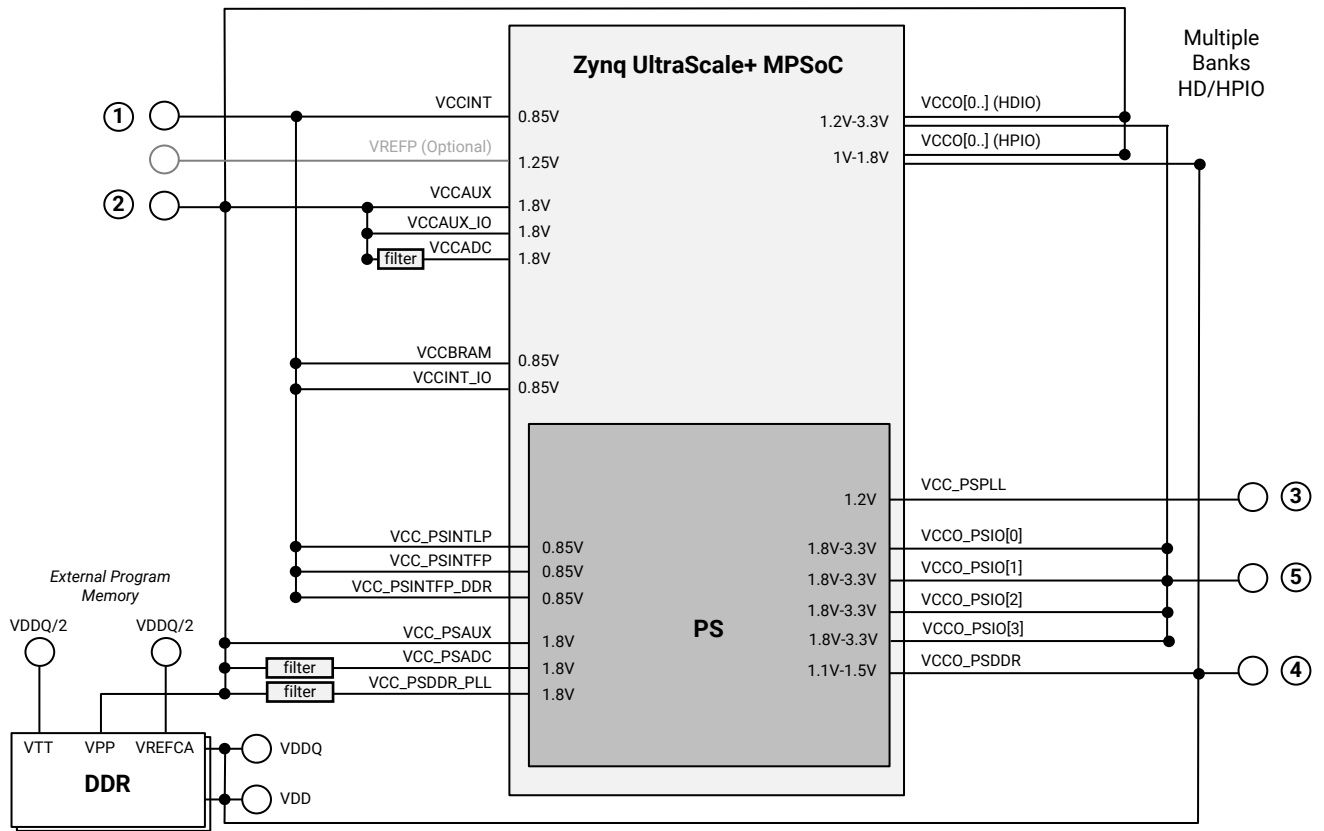 Multiple
Banks
HD/HPIO
Zynq UltraScale+ MPSoC
1
VCCINT
0.85V
VREFP (Optional)
1.25V
2
VCCAUX
1.8V
VCCAUX_IO
1.8V
filter
VCCADC
1.8V
VCCO[0..] (HDIO)
1.2V-3.3V
VCCO[0..] (HPIO)
1V-1.8V
VCCBRAM
0.85V
VCCINT_IO
0.85V
VCC_PSINTLP
0.85V
VCC_PSINTFP
0.85V
VCC_PSINTFP_DDR
0.85V
VCC_PSAUX
1.8V
filter
VCC_PSADC
1.8V
filter
VCC_PSDDR_PLL
1.8V
PS
1.2V
VCC_PSPLL
3
1.8V-3.3V
VCCO_PSIO[0]
1.8V-3.3V
VCCO_PSIO[1]
5
1.8V-3.3V
VCCO_PSIO[2]
1.8V-3.3V
VCCO_PSIO[3]
1.1V-1.5V
VCCO_PSDDR
4
External Program
Memory
VDDQ/2
VDDQ/2
VTT
VPP
VREFCA
DDR
VDDQ
VDD